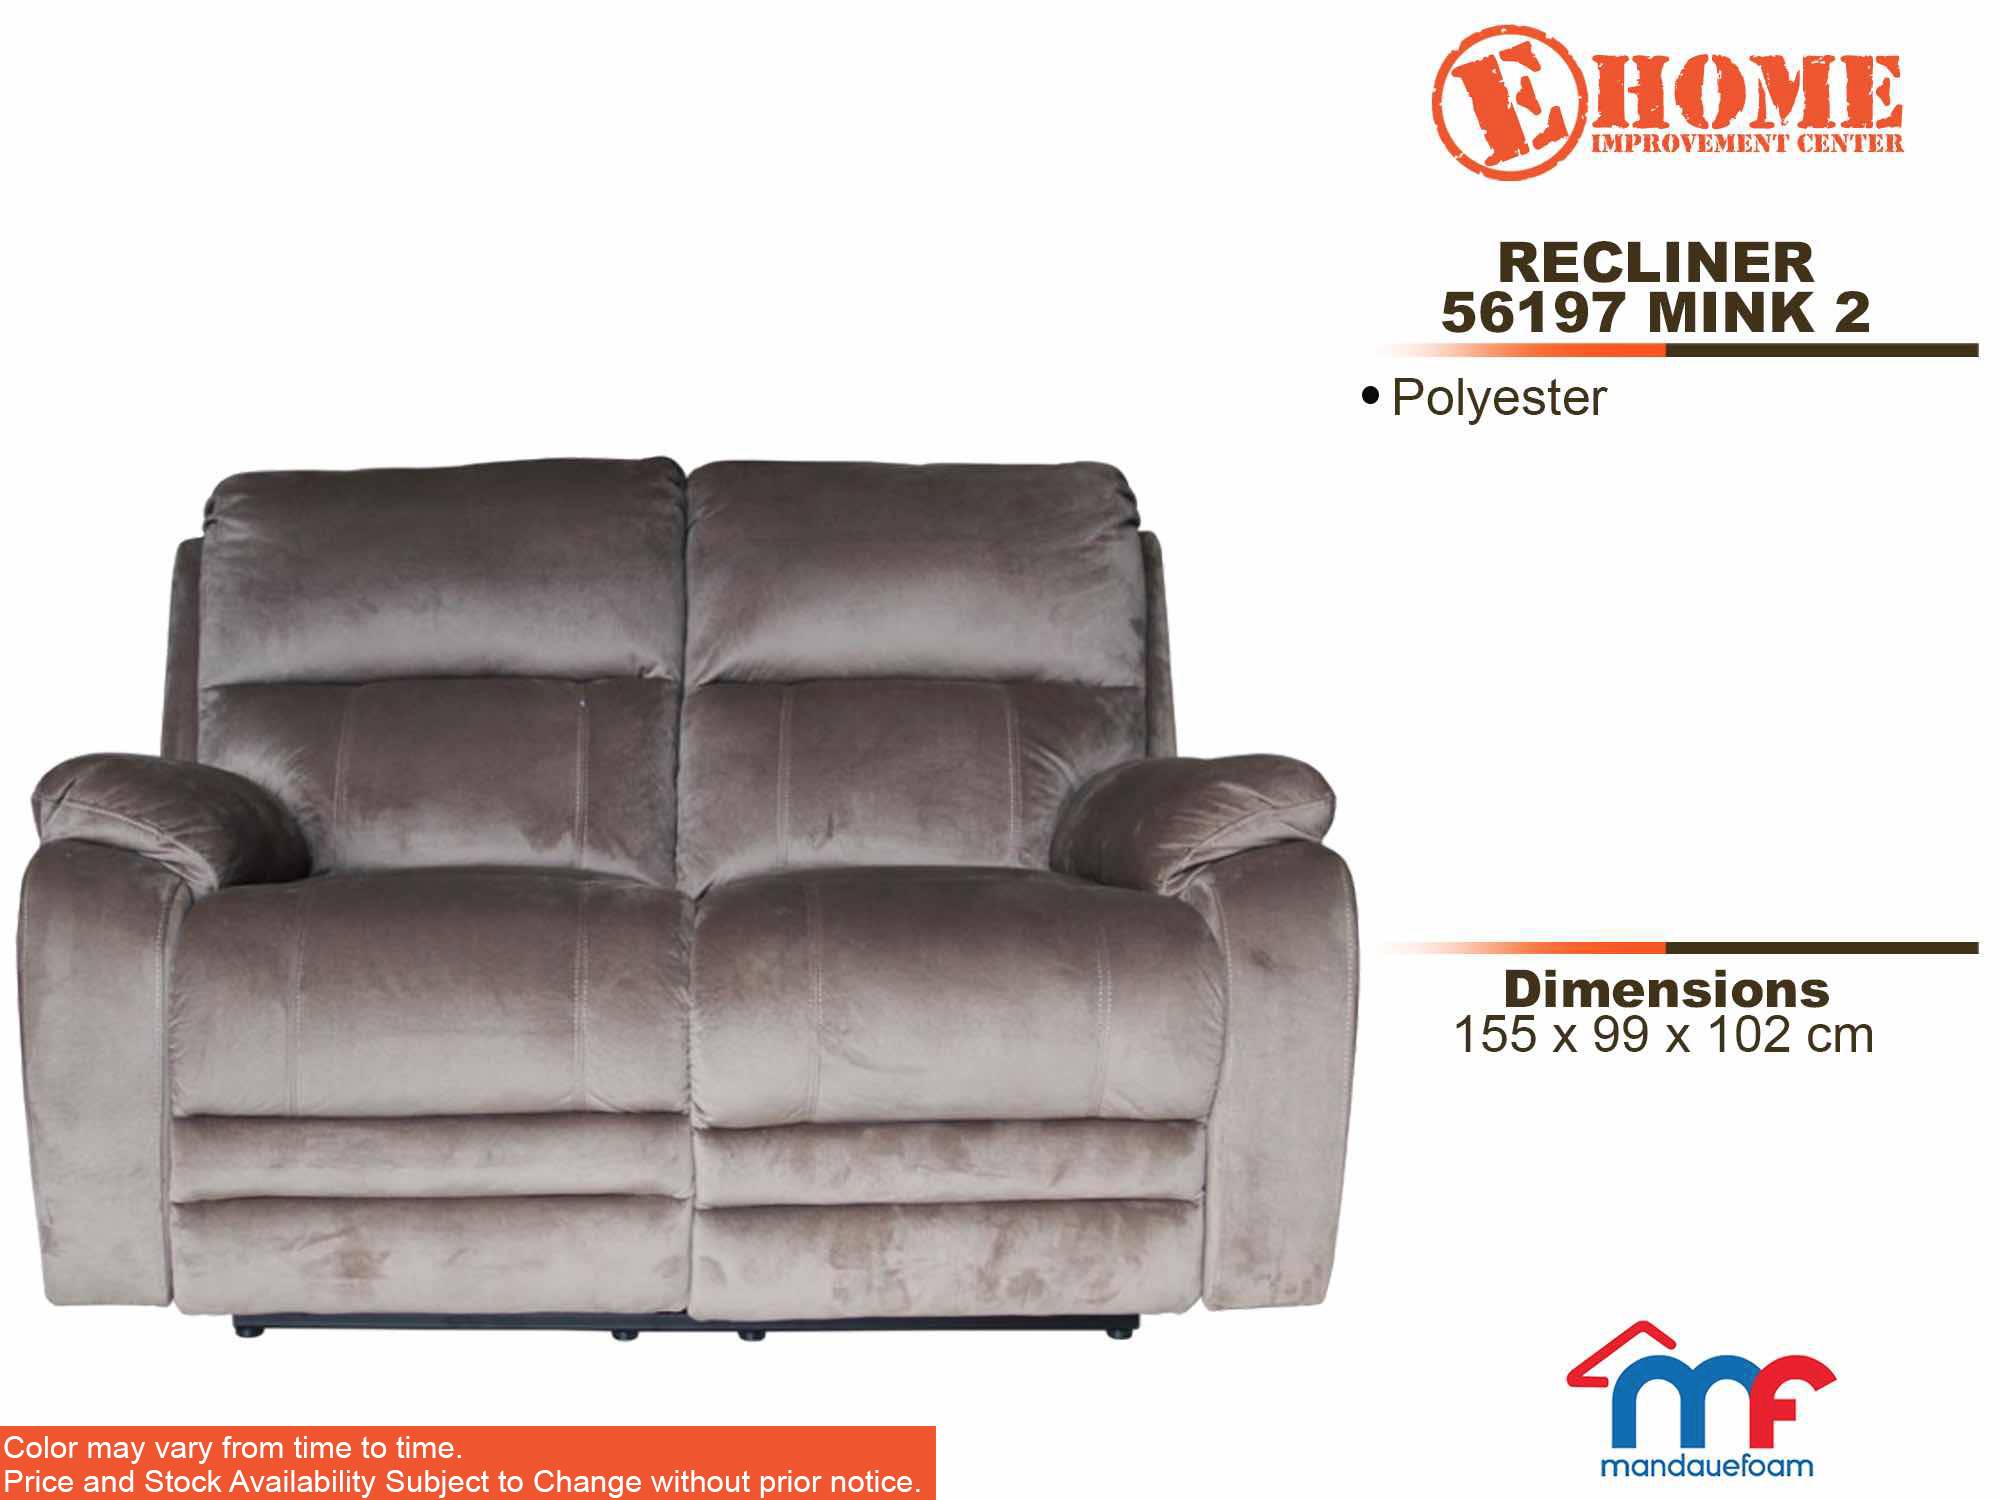 E HOME
IMPROVEMENT CENTER
RECLINER
56197 MINK 2
• Polyester
Dimensions
155 x 99 x 102 cm
mf
mandauefoam
Color may vary from time to time.
Price and Stock Availability Subject to Change without prior notice.